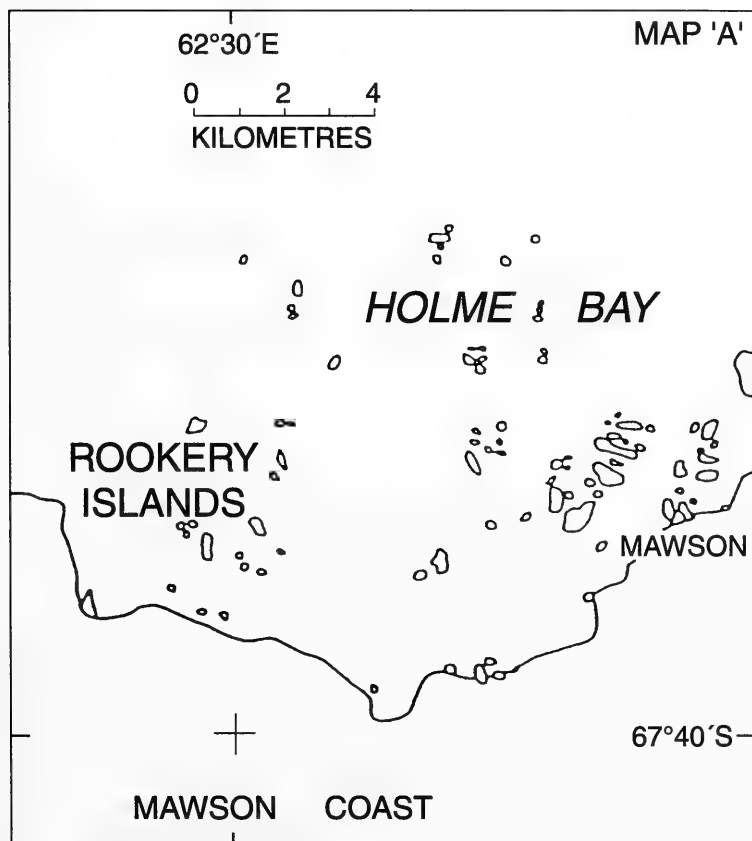 MAP 'A'
62°30´E
0 2 4
KILOMETRES
HOLME BAY
ROOKERY
ISLANDS
MAWSON
67°40´S
MAWSON COAST